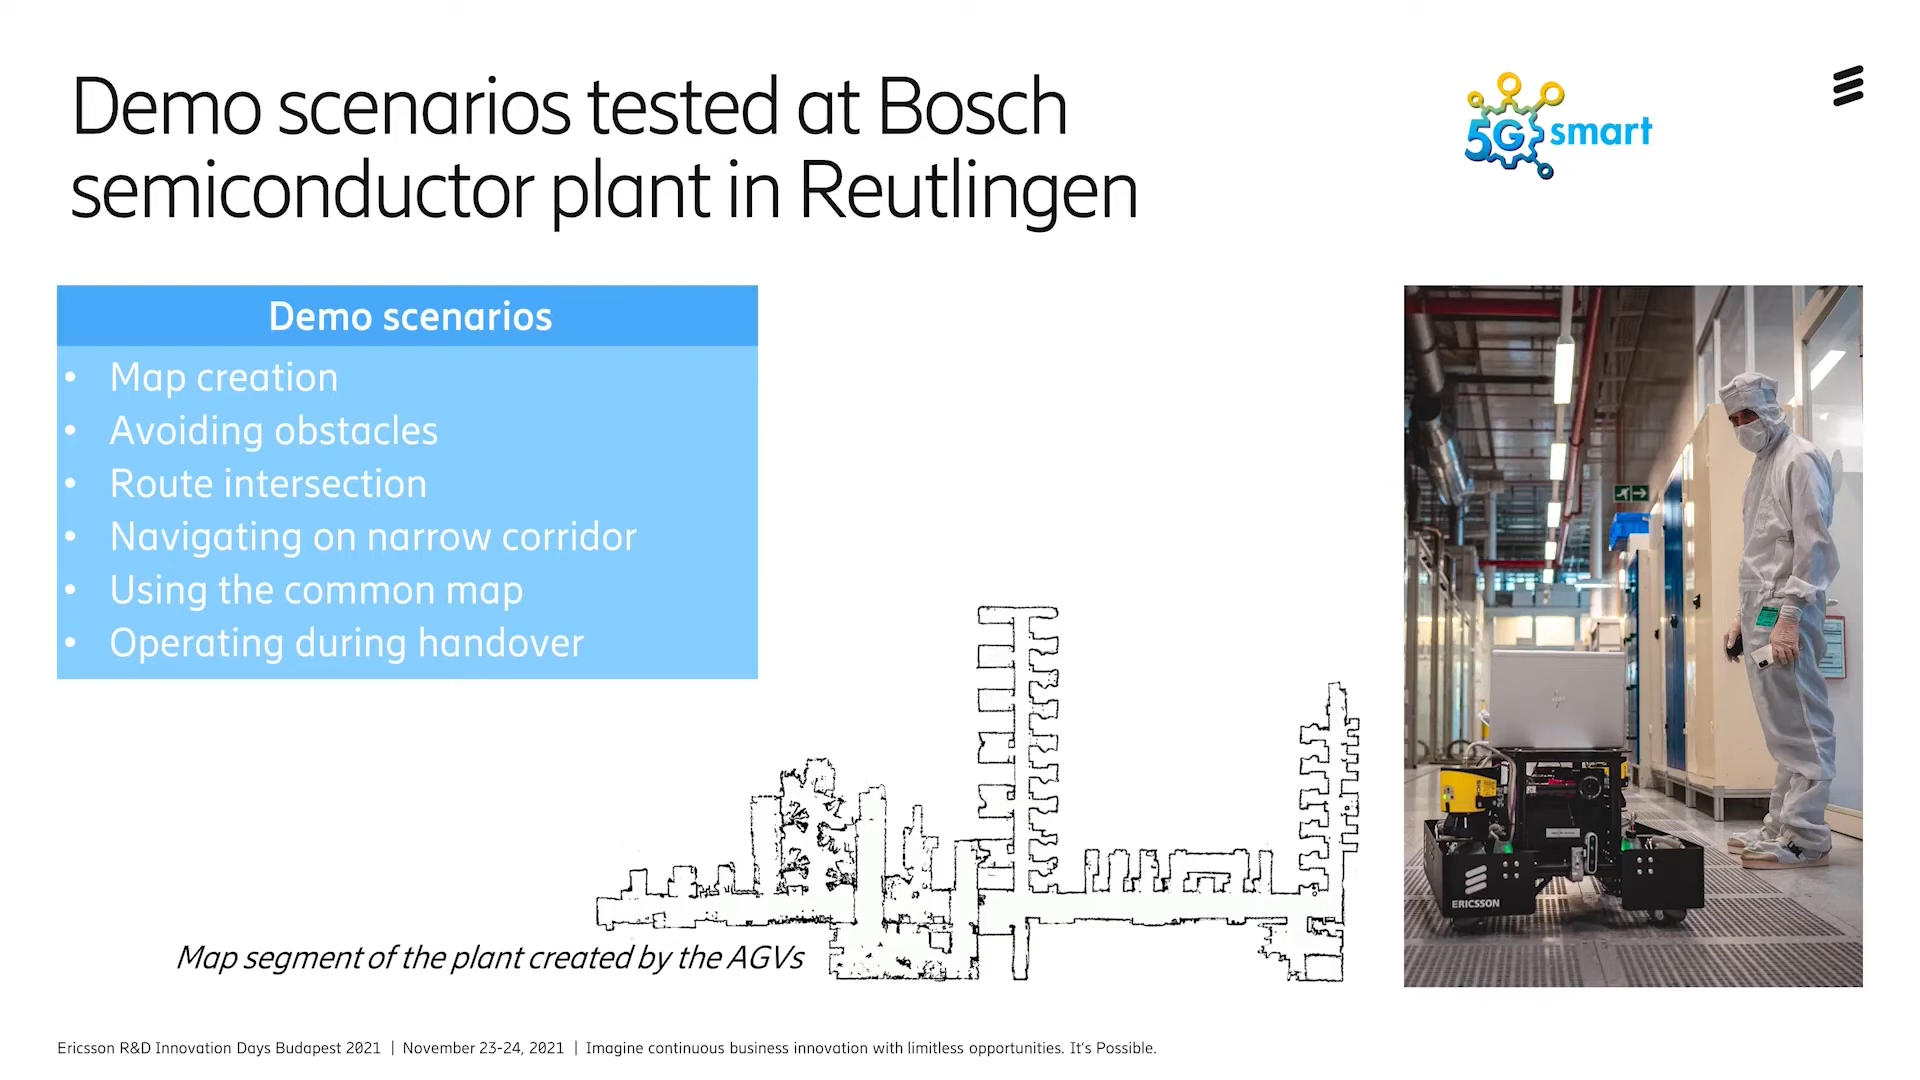 Demo scenarios tested at Bosch
semiconductor plant in Reutlingen
5G smart
Demo scenarios
• Map creation
• Avoiding obstacles
• Route intersection
• Navigating on narrow corridor
• Using the common map
• Operating during handover
Map segment of the plant created by the AGVs
ERICSSON
Ericsson R&D Innovation Days Budapest 2021 | November 23-24, 2021 | Imagine continuous business innovation with limitless opportunities. It's Possible.